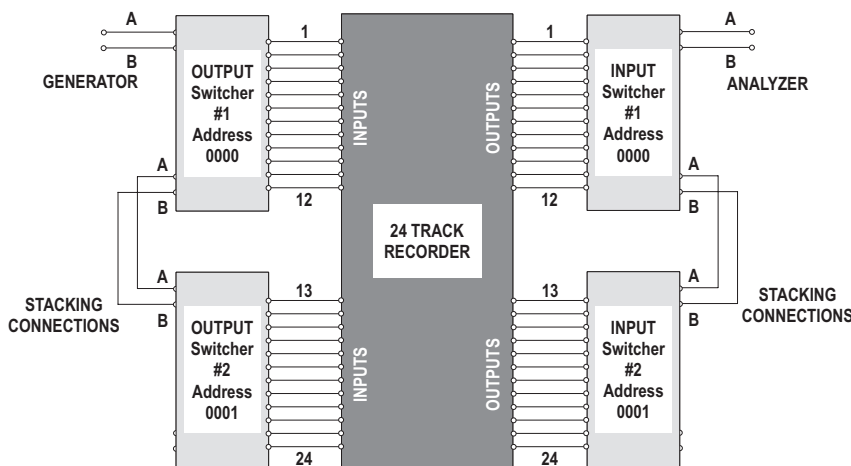 A
B
GENERATOR
OUTPUT
Switcher
#1
Address
0000
A
B
1
12
INPUTS
24 TRACK
RECORDER
OUTPUTS
1
12
INPUT
Switcher
#1
Address
0000
A
B
ANALYZER
A
B
STACKING
CONNECTIONS
A
B
OUTPUT
Switcher
#2
Address
0001
13
24
INPUTS
OUTPUTS
13
24
INPUT
Switcher
#2
Address
0001
A
B
STACKING
CONNECTIONS